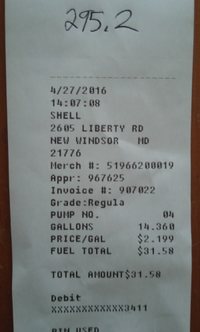 295.2
4/27/2016
14:07:08
SHELL
2605 LIBERTY RD
NEW WINDSOR MD
21776
Merch #: 51966200019
Appr: 967625
Invoice #: 907022
Grade:Regula
PUMP NO. 04
GALLONS 14.360
PRICE/GAL $2.199
FUEL TOTAL $31.58
TOTAL AMOUNT$31.58
Debit
XXXXXXXXXXXX3411
PIN USED